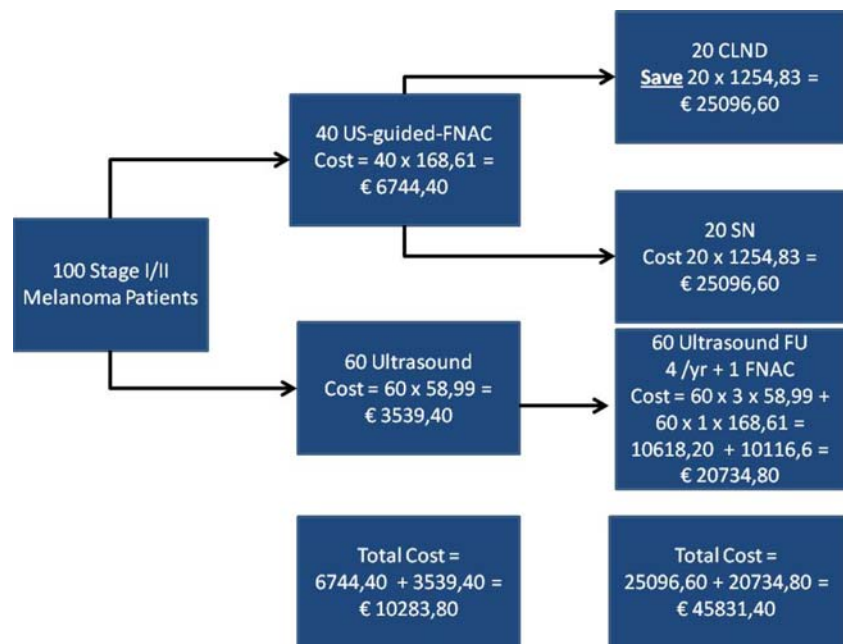 100 Stage I/II
Melanoma Patients
40 US-guided-FNAC
Cost = 40 x 168,61 =
€ 6744,40
60 Ultrasound
Cost = 60 x 58,99 =
€ 3539,40
20 CLND
Save 20 x 1254,83 =
€ 25096,60
20 SN
Cost 20 x 1254,83 =
€ 25096,60
60 Ultrasound FU
4 /yr + 1 FNAC
Cost = 60 x 3 x 58,99 +
60 x 1 x 168,61 =
10618,20 + 10116,6 =
€ 20734,80
Total Cost =
6744,40 + 3539,40 =
€ 10283,80
Total Cost =
25096,60 + 20734,80 =
€ 45831,40